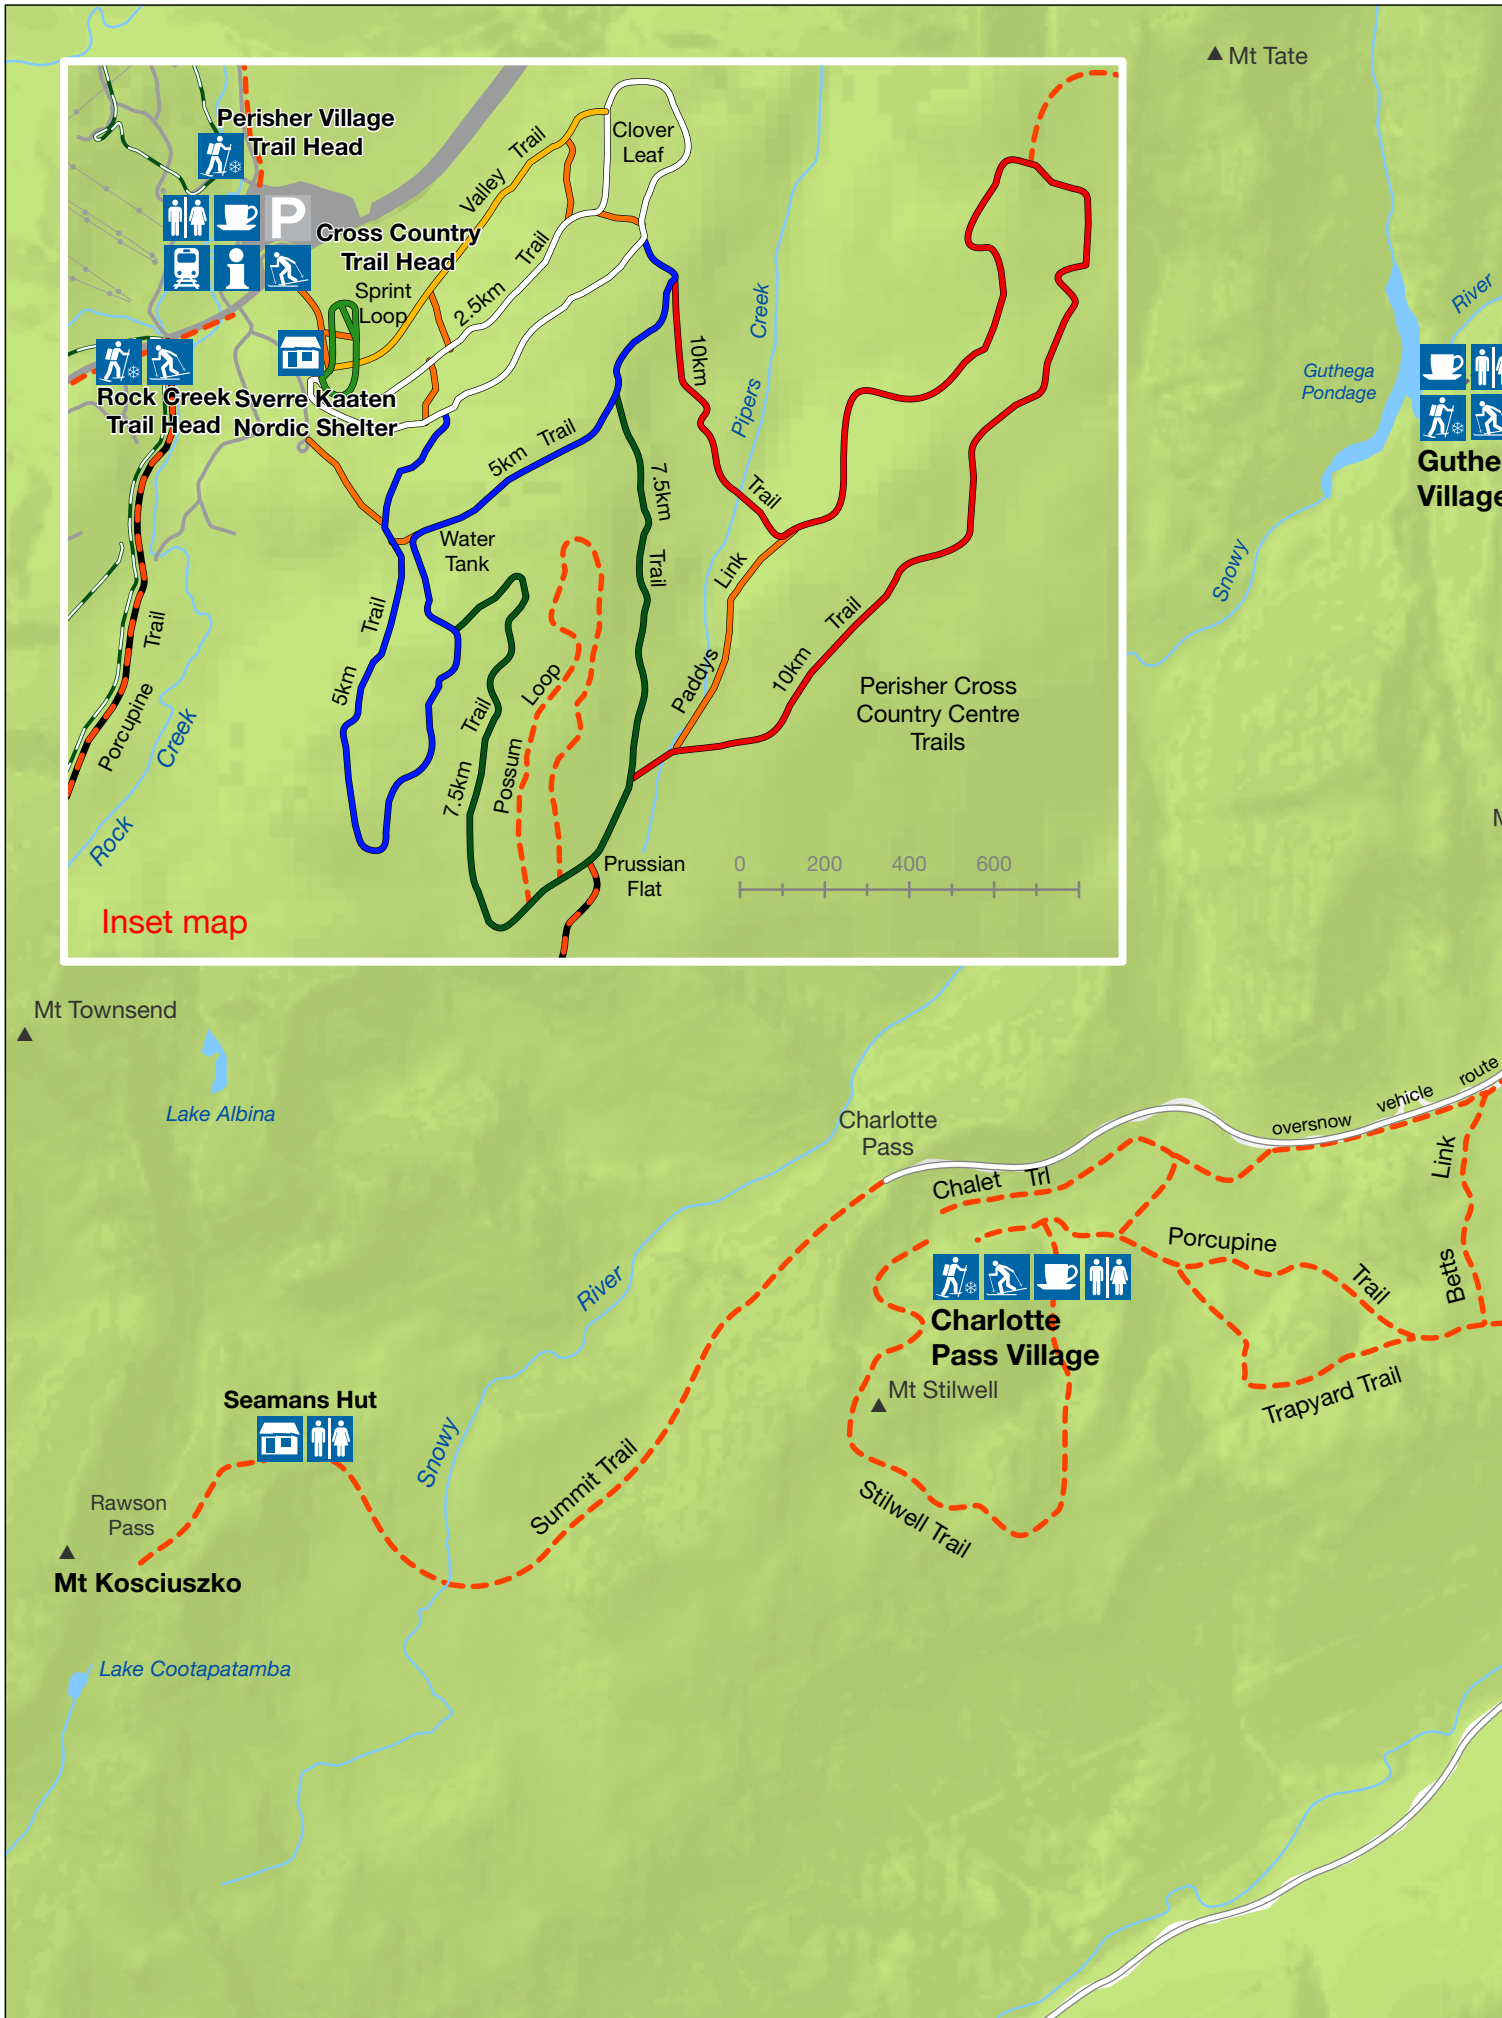 Mt Tate
Perisher Village
Trail Head
P
Cross Country
Trail Head
Sprint
Loop
Valley Trail
Clover
Leaf
2.5km Trail
Rock Creek
Trail Head
Sverre Kaaten
Nordic Shelter
10km Trail
Pipers Creek
5km Trail
7.5km Trail
Water
Tank
Paddys Link
10km Trail
5km Trail
7.5km Trail
Possum Loop
Porcupine Trail
Rock Creek
Perisher Cross
Country Centre
Trails
Prussian
Flat
0 200 400 600
Inset map
River
Guthega
Pondage
Guthe
Village
Snowy
Mt Townsend
Lake Albina
Charlotte
Pass
oversnow vehicle route
Chalet Trl
Link
Betts
Porcupine Trail
Trapyard Trail
Charlotte
Pass Village
Mt Stilwell
Stilwell Trail
Snowy River
Summit Trail
Seamans Hut
Rawson
Pass
Mt Kosciuszko
Lake Cootapatamba